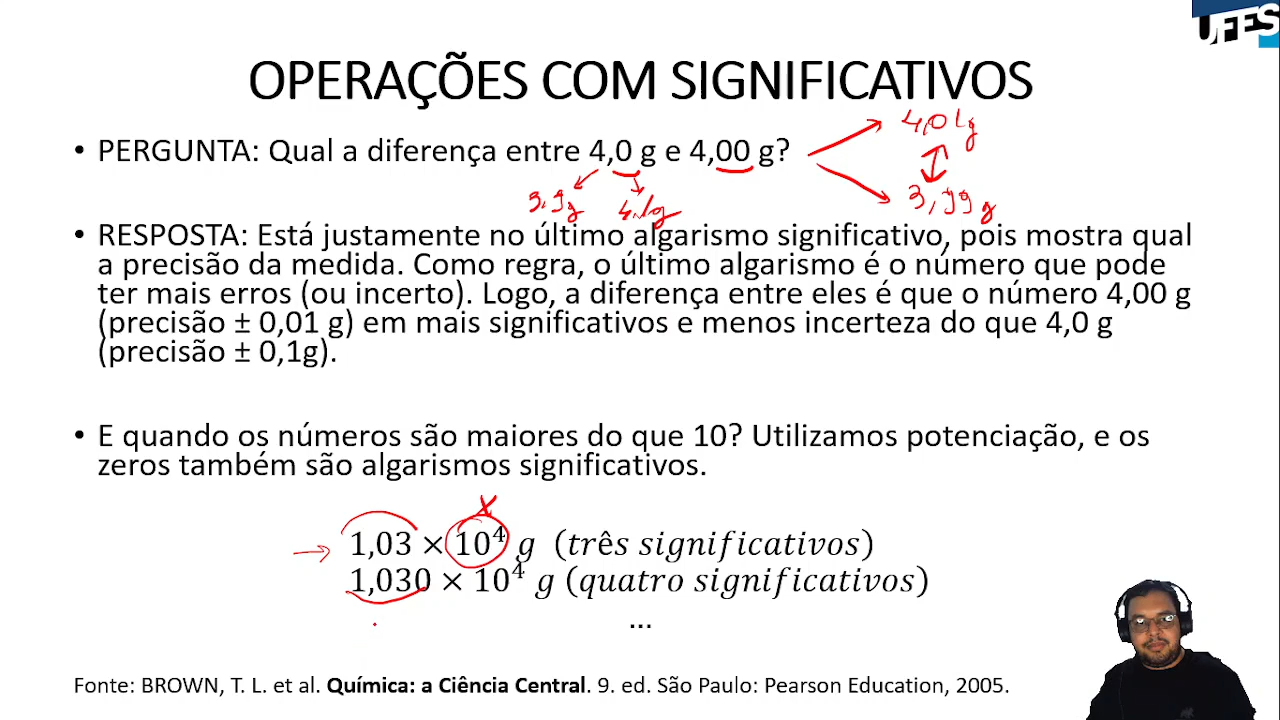 UFES
OPERAÇÕES COM SIGNIFICATIVOS
• PERGUNTA: Qual a diferença entre 4,0 g e 4,00 g?
4,01g
3,9g 4,1g
3,99 g
• RESPOSTA: Está justamente no último algarismo significativo, pois mostra qual
a precisão da medida. Como regra, o último algarismo é o número que pode
ter mais erros (ou incerto). Logo, a diferença entre eles é que o número 4,00 g
(precisão ± 0,01 g) em mais significativos e menos incerteza do que 4,0 g
(precisão ± 0,1g).
• E quando os números são maiores do que 10? Utilizamos potenciação, e os
zeros também são algarismos significativos.
x
1,03 × 10⁴ g (três significativos)
1,030 × 10⁴ g (quatro significativos)
...
Fonte: BROWN, T. L. et al. Química: a Ciência Central. 9. ed. São Paulo: Pearson Education, 2005.